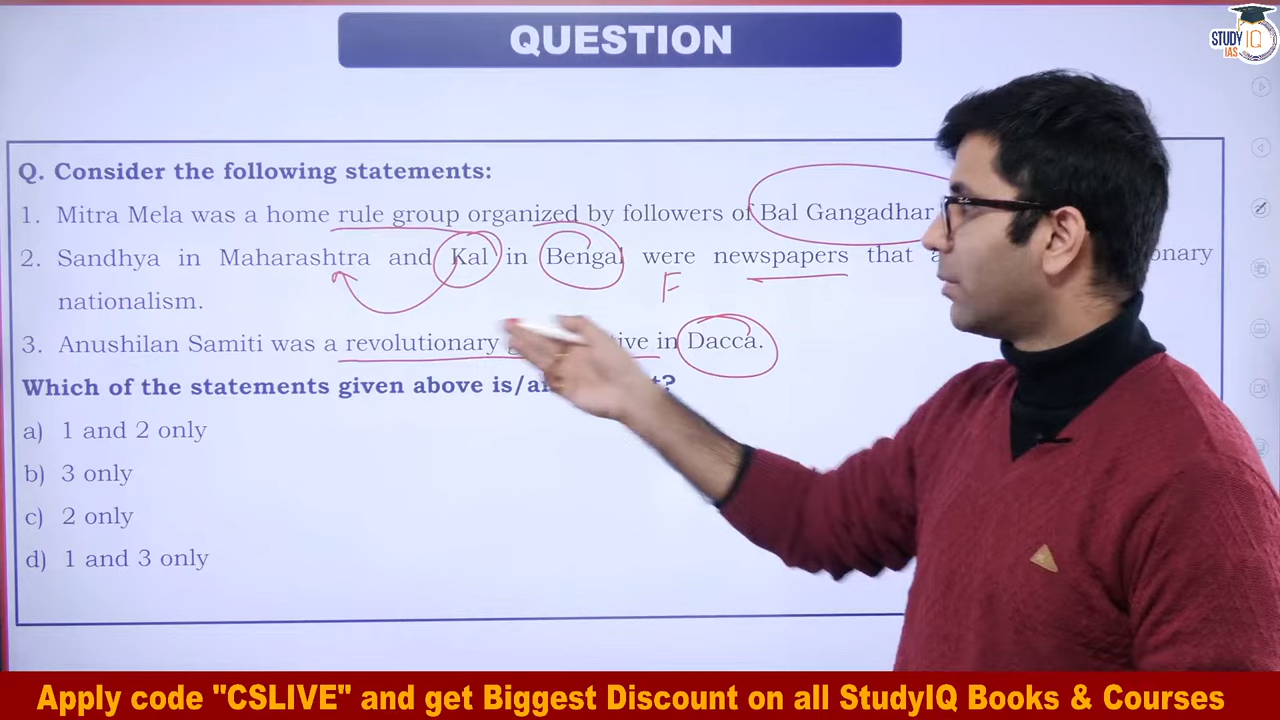 QUESTION
STUDY IQ
IAS
Q. Consider the following statements:
1. Mitra Mela was a home rule group organized by followers of Bal Gangadhar
2. Sandhya in Maharashtra and Kal in Bengal were newspapers that
nationalism.
F
3. Anushilan Samiti was a revolutionary in Dacca.
Which of the statements given above
a) 1 and 2 only
b) 3 only
c) 2 only
d) 1 and 3 only
Apply code "CSLIVE" and get Biggest Discount on all StudyIQ Books & Courses